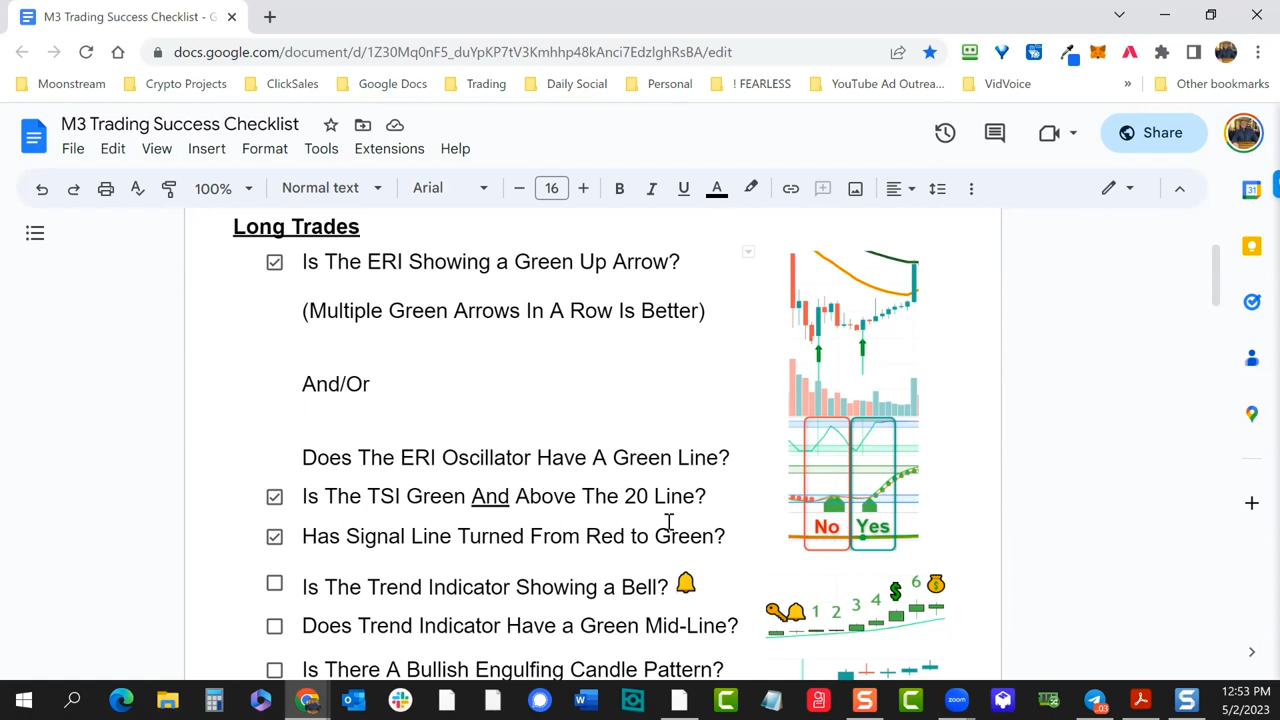 M3 Trading Success Checklist - G
docs.google.com/document/d/1Z30Mq0nF5_duYpKP7tV3Kmhhp48kAnci7EdzlghRsBA/edit
Moonstream Crypto Projects ClickSales Google Docs Trading Daily Social Personal ! FEARLESS YouTube Ad Outrea... VidVoice » Other bookmarks
M3 Trading Success Checklist
File Edit View Insert Format Tools Extensions Help
Share
100% Normal text Arial − 16 + B I U A
31
Long Trades
Is The ERI Showing a Green Up Arrow?
(Multiple Green Arrows In A Row Is Better)
And/Or
Does The ERI Oscillator Have A Green Line?
Is The TSI Green And Above The 20 Line?
Has Signal Line Turned From Red to Green?
No Yes
Is The Trend Indicator Showing a Bell?
1 2 3 4 $ 6 $
Does Trend Indicator Have a Green Mid-Line?
Is There A Bullish Engulfing Candle Pattern?
12:53 PM
5/2/2023